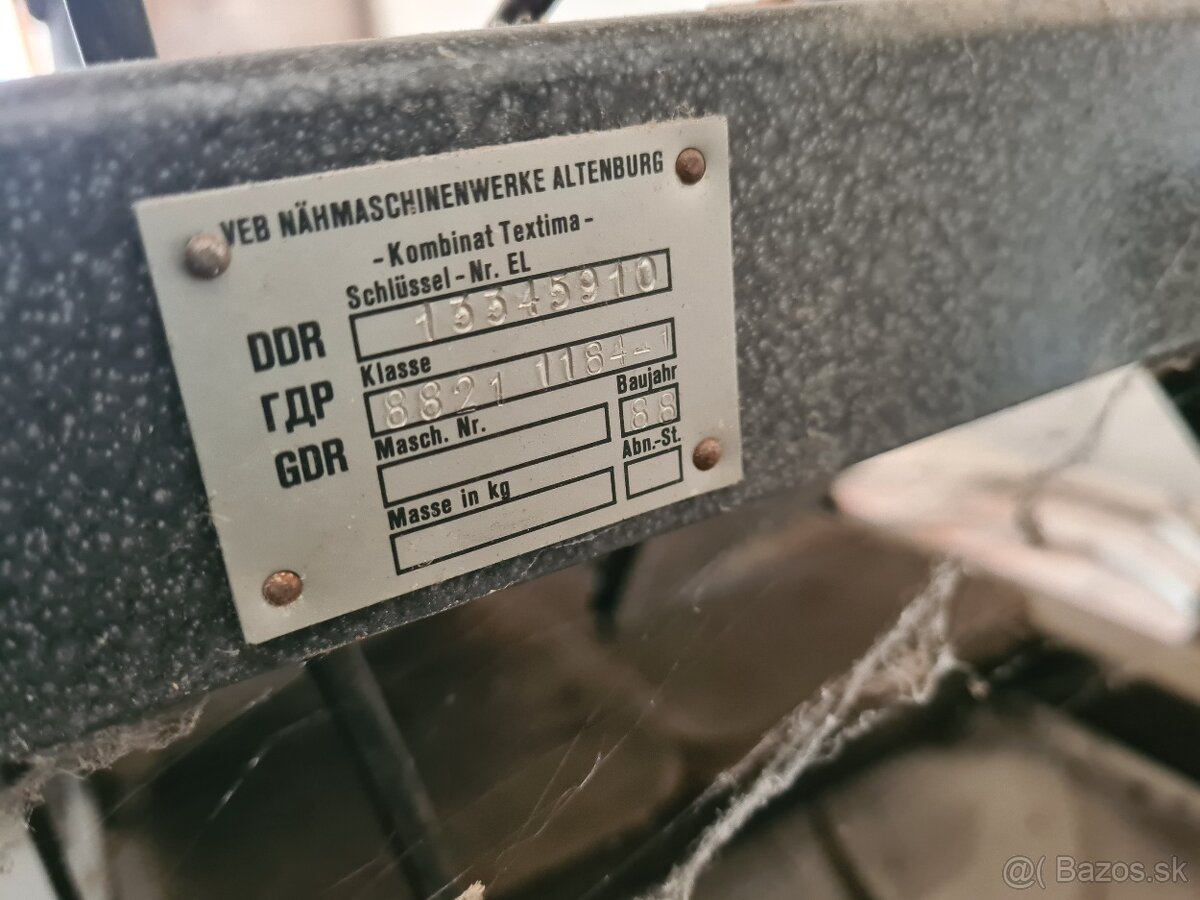 VEB NÄHMASCHINENWERKE ALTENBURG
-Kombinat Textima-
Schlüssel-Nr. EL
13345910
DDR
ГДР
GDR
Klasse
8821 1184-1
Masch. Nr.
Baujahr
88
Masse in kg
Abn.-St.
@( Bazos.sk